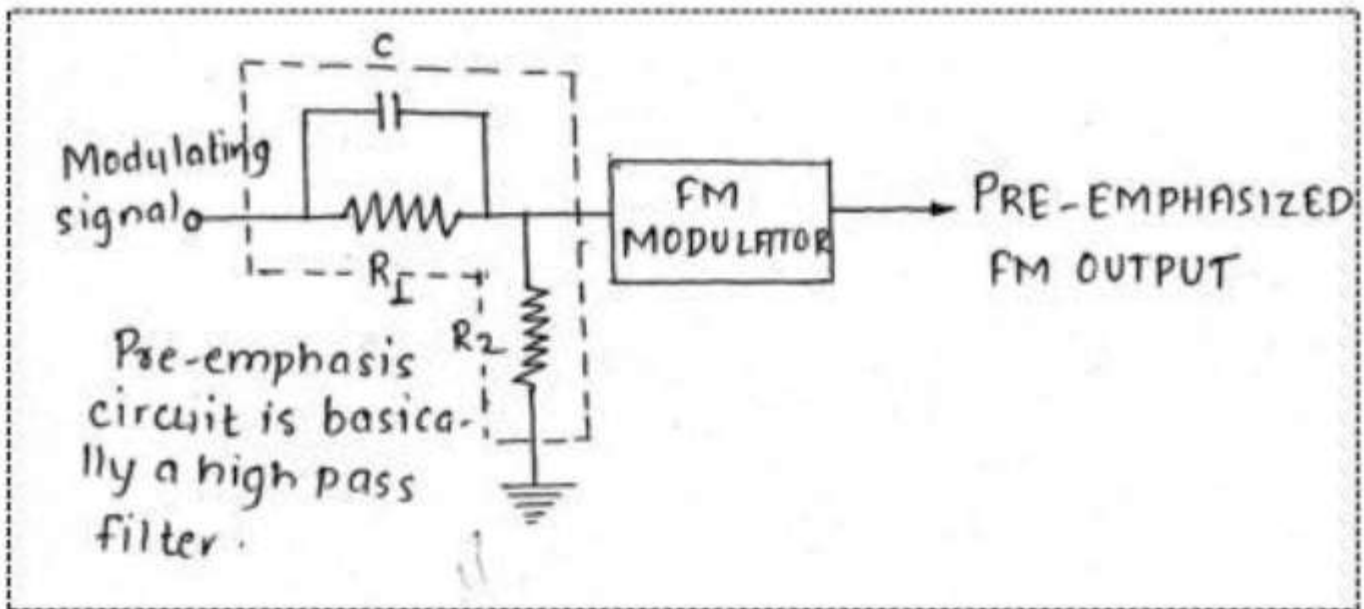 C
Modulating
signal
R1
R2
FM
MODULATOR
PRE-EMPHASIZED
FM OUTPUT
Pre-emphasis
circuit is basica-
lly a high pass
filter.